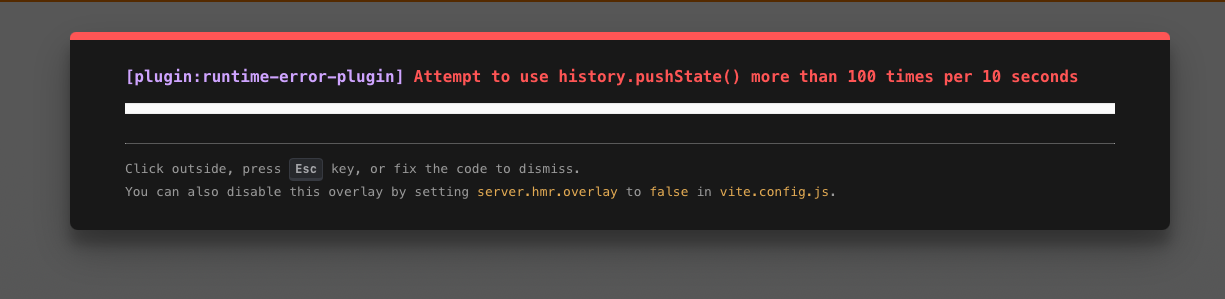 [plugin:runtime-error-plugin] Attempt to use history.pushState() more than 100 times per 10 seconds
Click outside, press Esc key, or fix the code to dismiss.
You can also disable this overlay by setting server.hmr.overlay to false in vite.config.js.